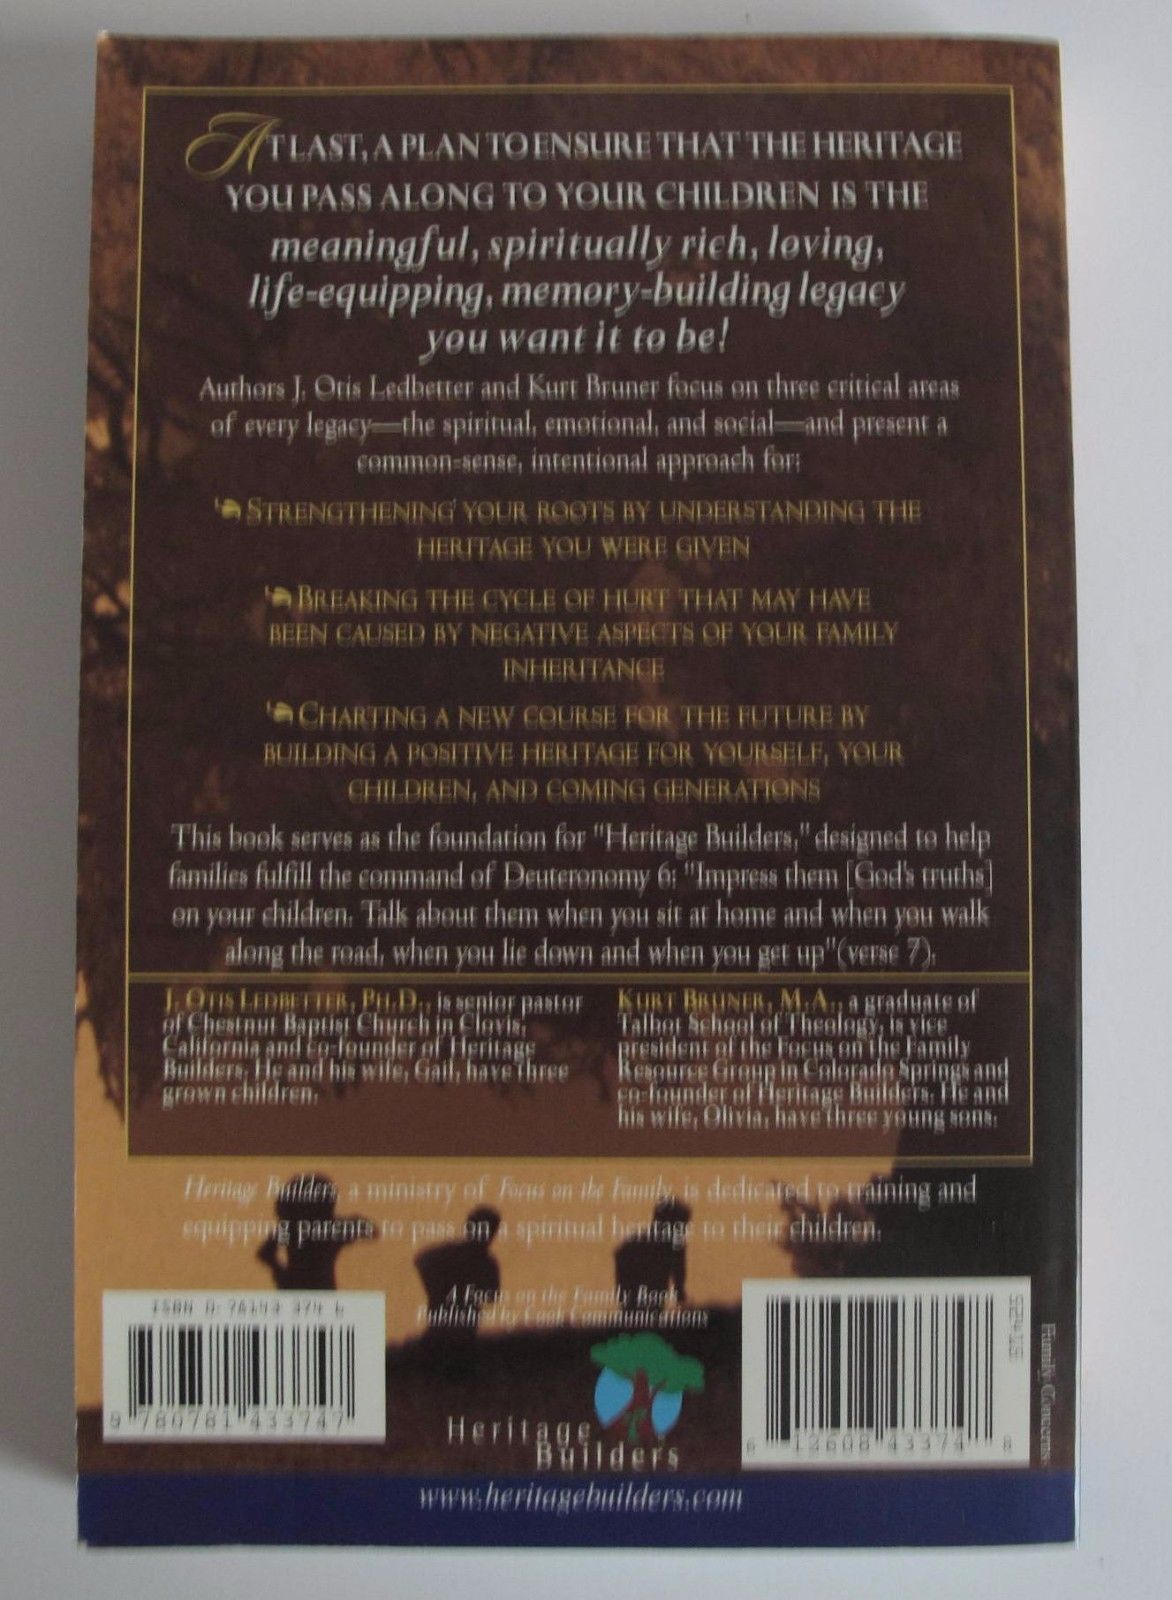 AT LAST, A PLAN TO ENSURE THAT THE HERITAGE
YOU PASS ALONG TO YOUR CHILDREN IS THE
meaningful, spiritually rich, loving,
life-equipping, memory-building legacy
you want it to be!
Authors J. Otis Ledbetter and Kurt Bruner focus on three critical areas
of every legacy—the spiritual, emotional, and social—and present a
common-sense, intentional approach for:
STRENGTHENING YOUR ROOTS BY UNDERSTANDING THE
HERITAGE YOU WERE GIVEN
BREAKING THE CYCLE OF HURT THAT MAY HAVE
BEEN CAUSED BY NEGATIVE ASPECTS OF YOUR FAMILY
INHERITANCE
CHARTING A NEW COURSE FOR THE FUTURE BY
BUILDING A POSITIVE HERITAGE FOR YOURSELF, YOUR
CHILDREN, AND COMING GENERATIONS
This book serves as the foundation for "Heritage Builders," designed to help
families fulfill the command of Deuteronomy 6: "Impress them [God's truths]
on your children. Talk about them when you sit at home and when you walk
along the road, when you lie down and when you get up"(verse 7).
J. OTIS LEDBETTER, PH.D., is senior pastor
of Chestnut Baptist Church in Clovis,
California and co-founder of Heritage
Builders. He and his wife, Gail, have three
grown children.
KURT BRUNER, M.A., a graduate of
Talbot School of Theology, is vice
president of the Focus on the Family
Resource Group in Colorado Springs and
co-founder of Heritage Builders. He and
his wife, Olivia, have three young sons.
Heritage Builders, a ministry of Focus on the Family, is dedicated to training and
equipping parents to pass on a spiritual heritage to their children.
A Focus on the Family Book
Published by Cook Communications
ISBN 0-78143 374 6
9 780781 433747
Heritage
Builders
6 12608 43374 8
Family Concerns
www.heritagebuilders.com